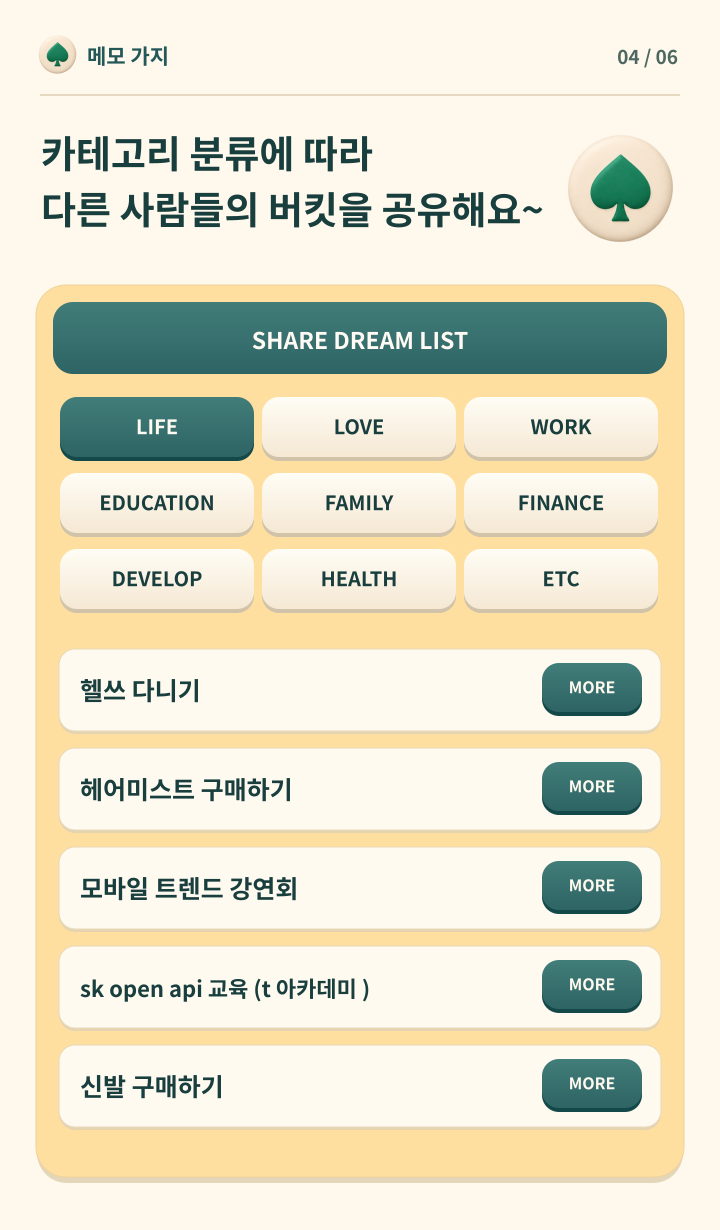 메모 가지
04 / 06
카테고리 분류에 따라
다른 사람들의 버킷을 공유해요~
SHARE DREAM LIST
LIFE
LOVE
WORK
EDUCATION
FAMILY
FINANCE
DEVELOP
HEALTH
ETC
헬쓰 다니기
MORE
헤어미스트 구매하기
MORE
모바일 트렌드 강연회
MORE
sk open api 교육 (t 아카데미 )
MORE
신발 구매하기
MORE